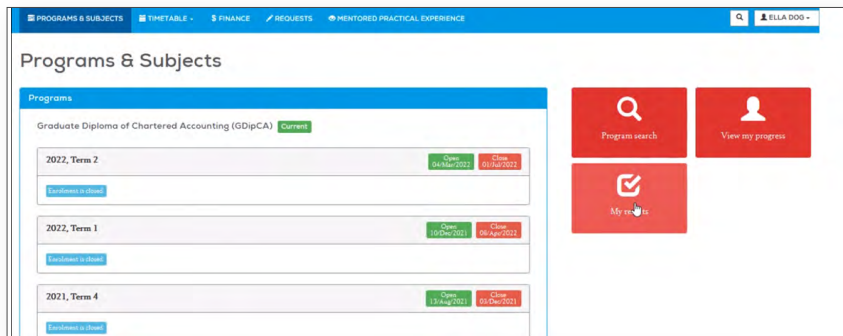 PROGRAMS & SUBJECTS TIMETABLE $ FINANCE REQUESTS MENTORED PRACTICAL EXPERIENCE ELLA DOG
Programs & Subjects
Programs
Graduate Diploma of Chartered Accounting (GDipCA) Current
2022, Term 2
Open
04/Mar/2022
Close
01/Jul/2022
Enrolment is closed
2022, Term 1
Open
10/Dec/2021
Close
08/Apr/2022
Enrolment is closed
2021, Term 4
Open
13/Aug/2021
Close
03/Dec/2021
Enrolment is closed
Program search
View my progress
My results